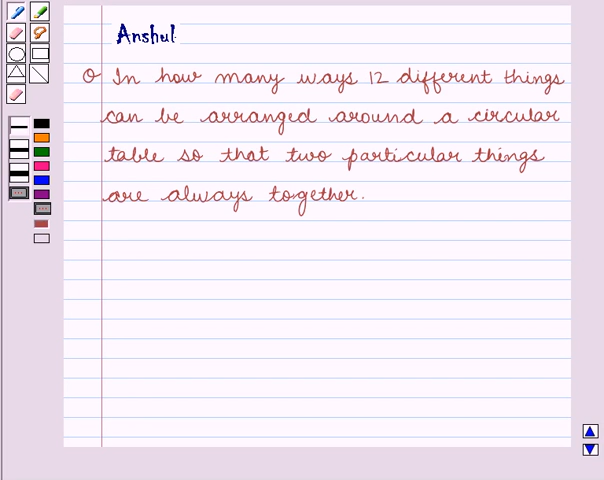 Anshul
Q In how many ways 12 different things
can be arranged around a circular
table so that two particular things
are always together.